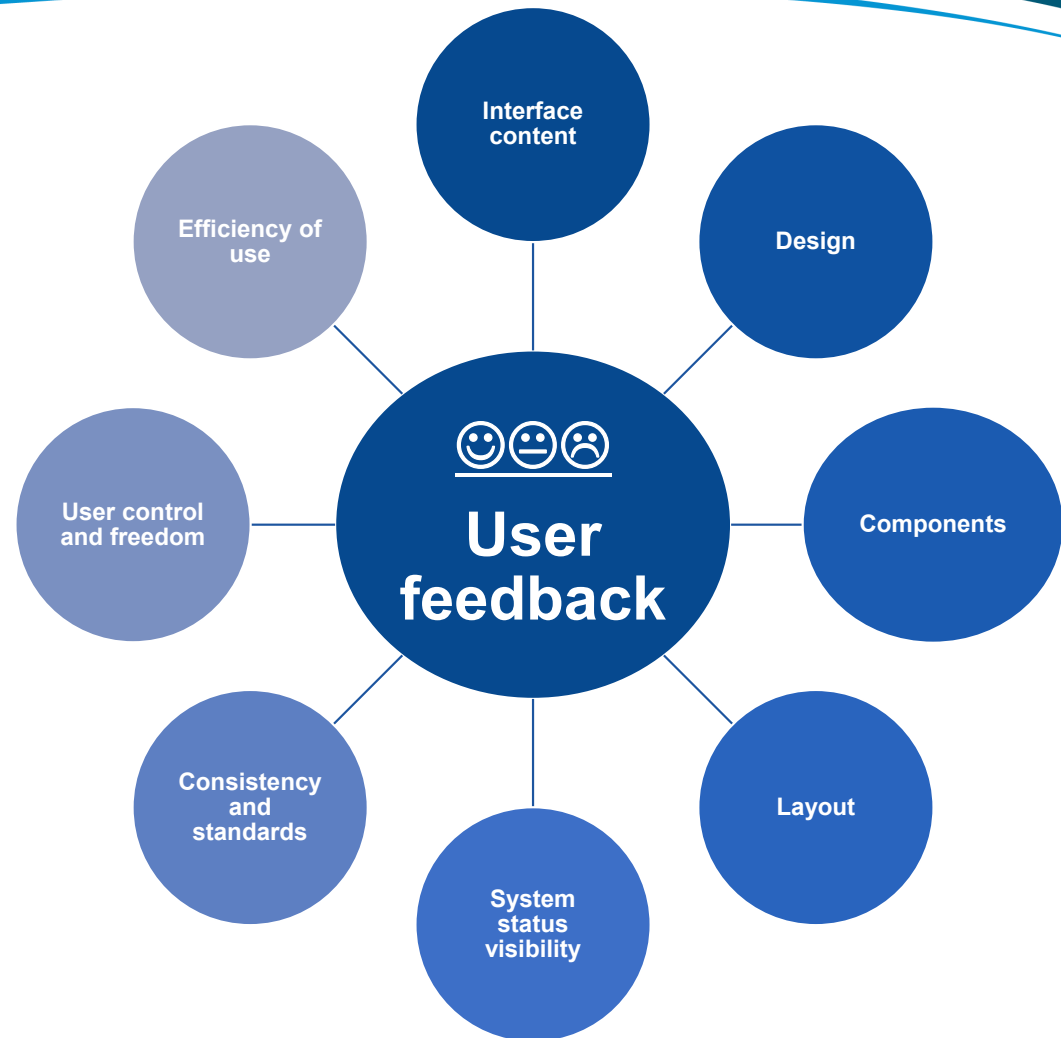 Interface
content
Design
Components
Layout
System
status
visibility
Consistency
and
standards
User control
and freedom
Efficiency of
use
User
feedback